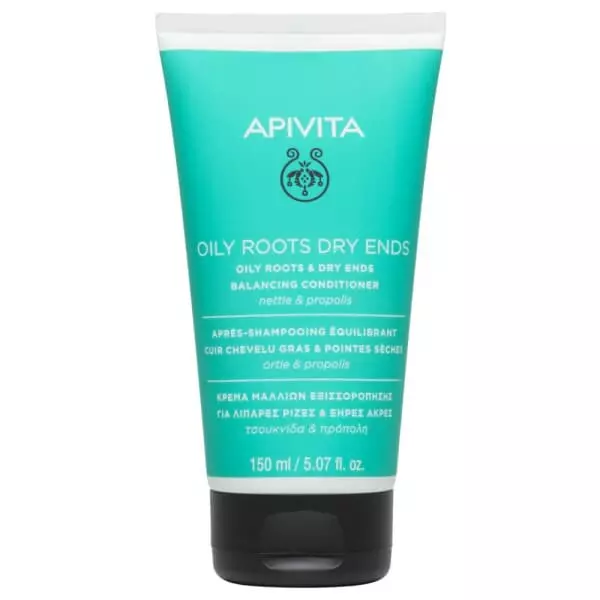 APIVITA
OILY ROOTS DRY ENDS
OILY ROOTS & DRY ENDS
BALANCING CONDITIONER
nettle & propolis
APRÈS-SHAMPOOING ÉQUILIBRANT
CUIR CHEVELU GRAS & POINTES SÈCHES
ortie & propolis
ΚΡΕΜΑ ΜΑΛΛΙΩΝ ΕΞΙΣΣΟΡΟΠΗΣΗΣ
ΓΙΑ ΛΙΠΑΡΕΣ ΡΙΖΕΣ & ΞΗΡΕΣ ΑΚΡΕΣ
τσουκνίδα & πρόπολη
150 ml / 5.07 fl. oz.